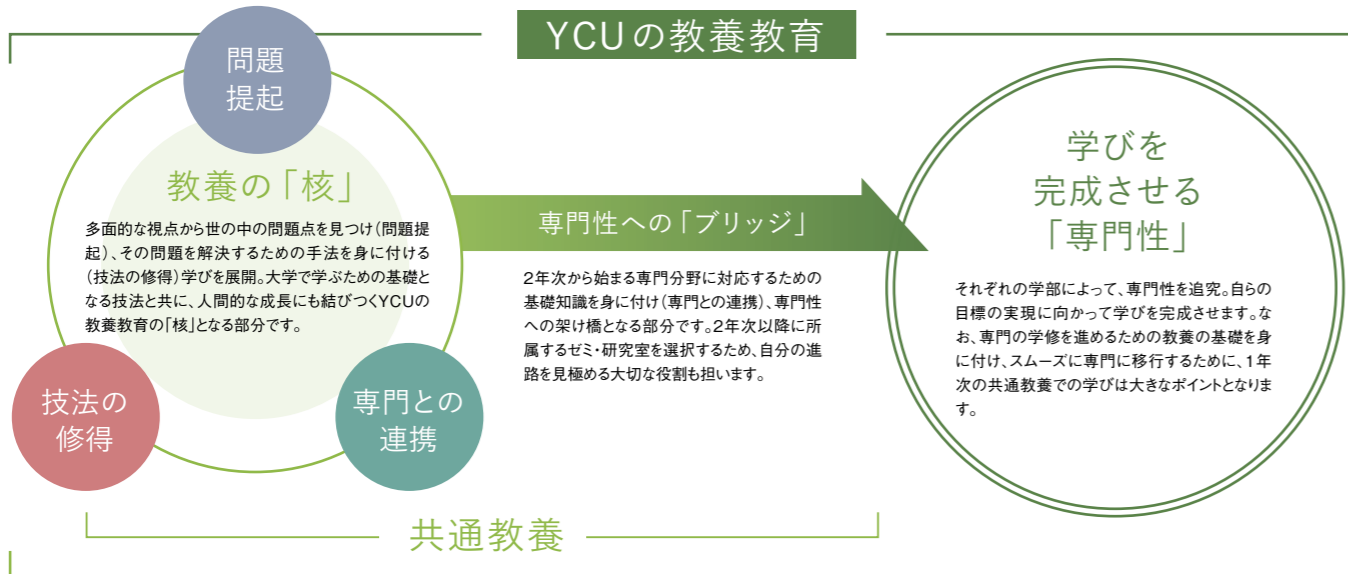 YCUの教養教育
問題
提起
教養の「核」
多面的な視点から世の中の問題点を見つけ(問題提
起)、その問題を解決するための手法を身に付ける
(技法の修得)学びを展開。大学で学ぶための基礎と
なる技法と共に、人間的な成長にも結びつくYCUの
教養教育の「核」となる部分です。
技法の
修得
専門との
連携
専門性への「ブリッジ」
2年次から始まる専門分野に対応するための
基礎知識を身に付け(専門との連携)、専門性
への架け橋となる部分です。2年次以降に所
属するゼミ・研究室を選択するため、自分の進
路を見極める大切な役割も担います。
学びを
完成させる
「専門性」
それぞれの学部によって、専門性を追究。自らの
目標の実現に向かって学びを完成させます。な
お、専門の学修を進めるための教養の基礎を身
に付け、スムーズに専門に移行するために、1年
次の共通教養での学びは大きなポイントとなりま
す。
共通教養